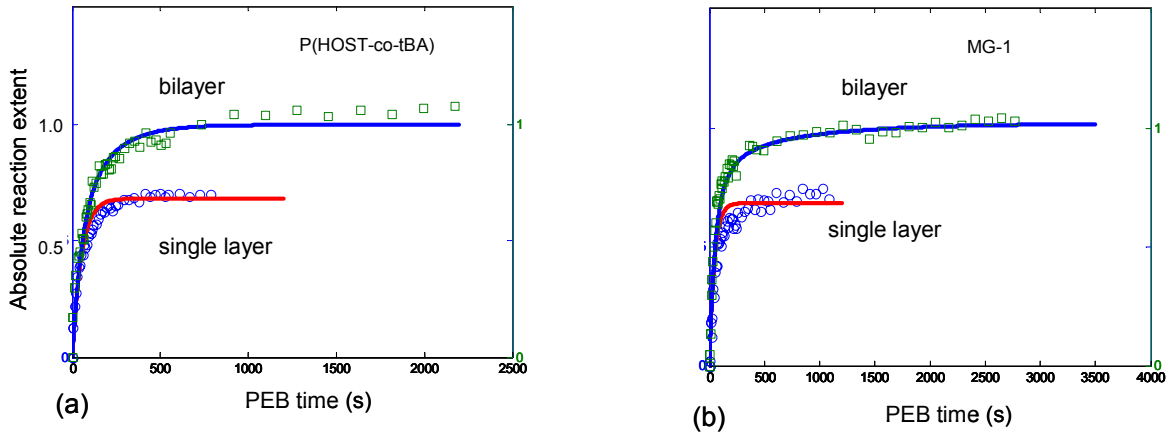 P(HOST-co-tBA)
bilayer
single layer
Absolute reaction extent
1.0
0.5
0
1
0
0 500 1000 1500 2000 2500
PEB time (s)
(a)
MG-1
bilayer
single layer
0
1
0 500 1000 1500 2000 2500 3000 3500 4000
PEB time (s)
(b)